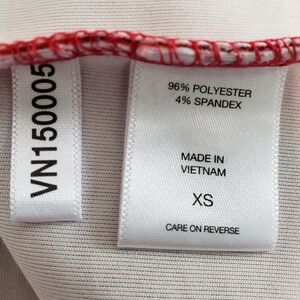 VN150005
96% POLYESTER
4% SPANDEX
MADE IN
VIETNAM
XS
CARE ON REVERSE